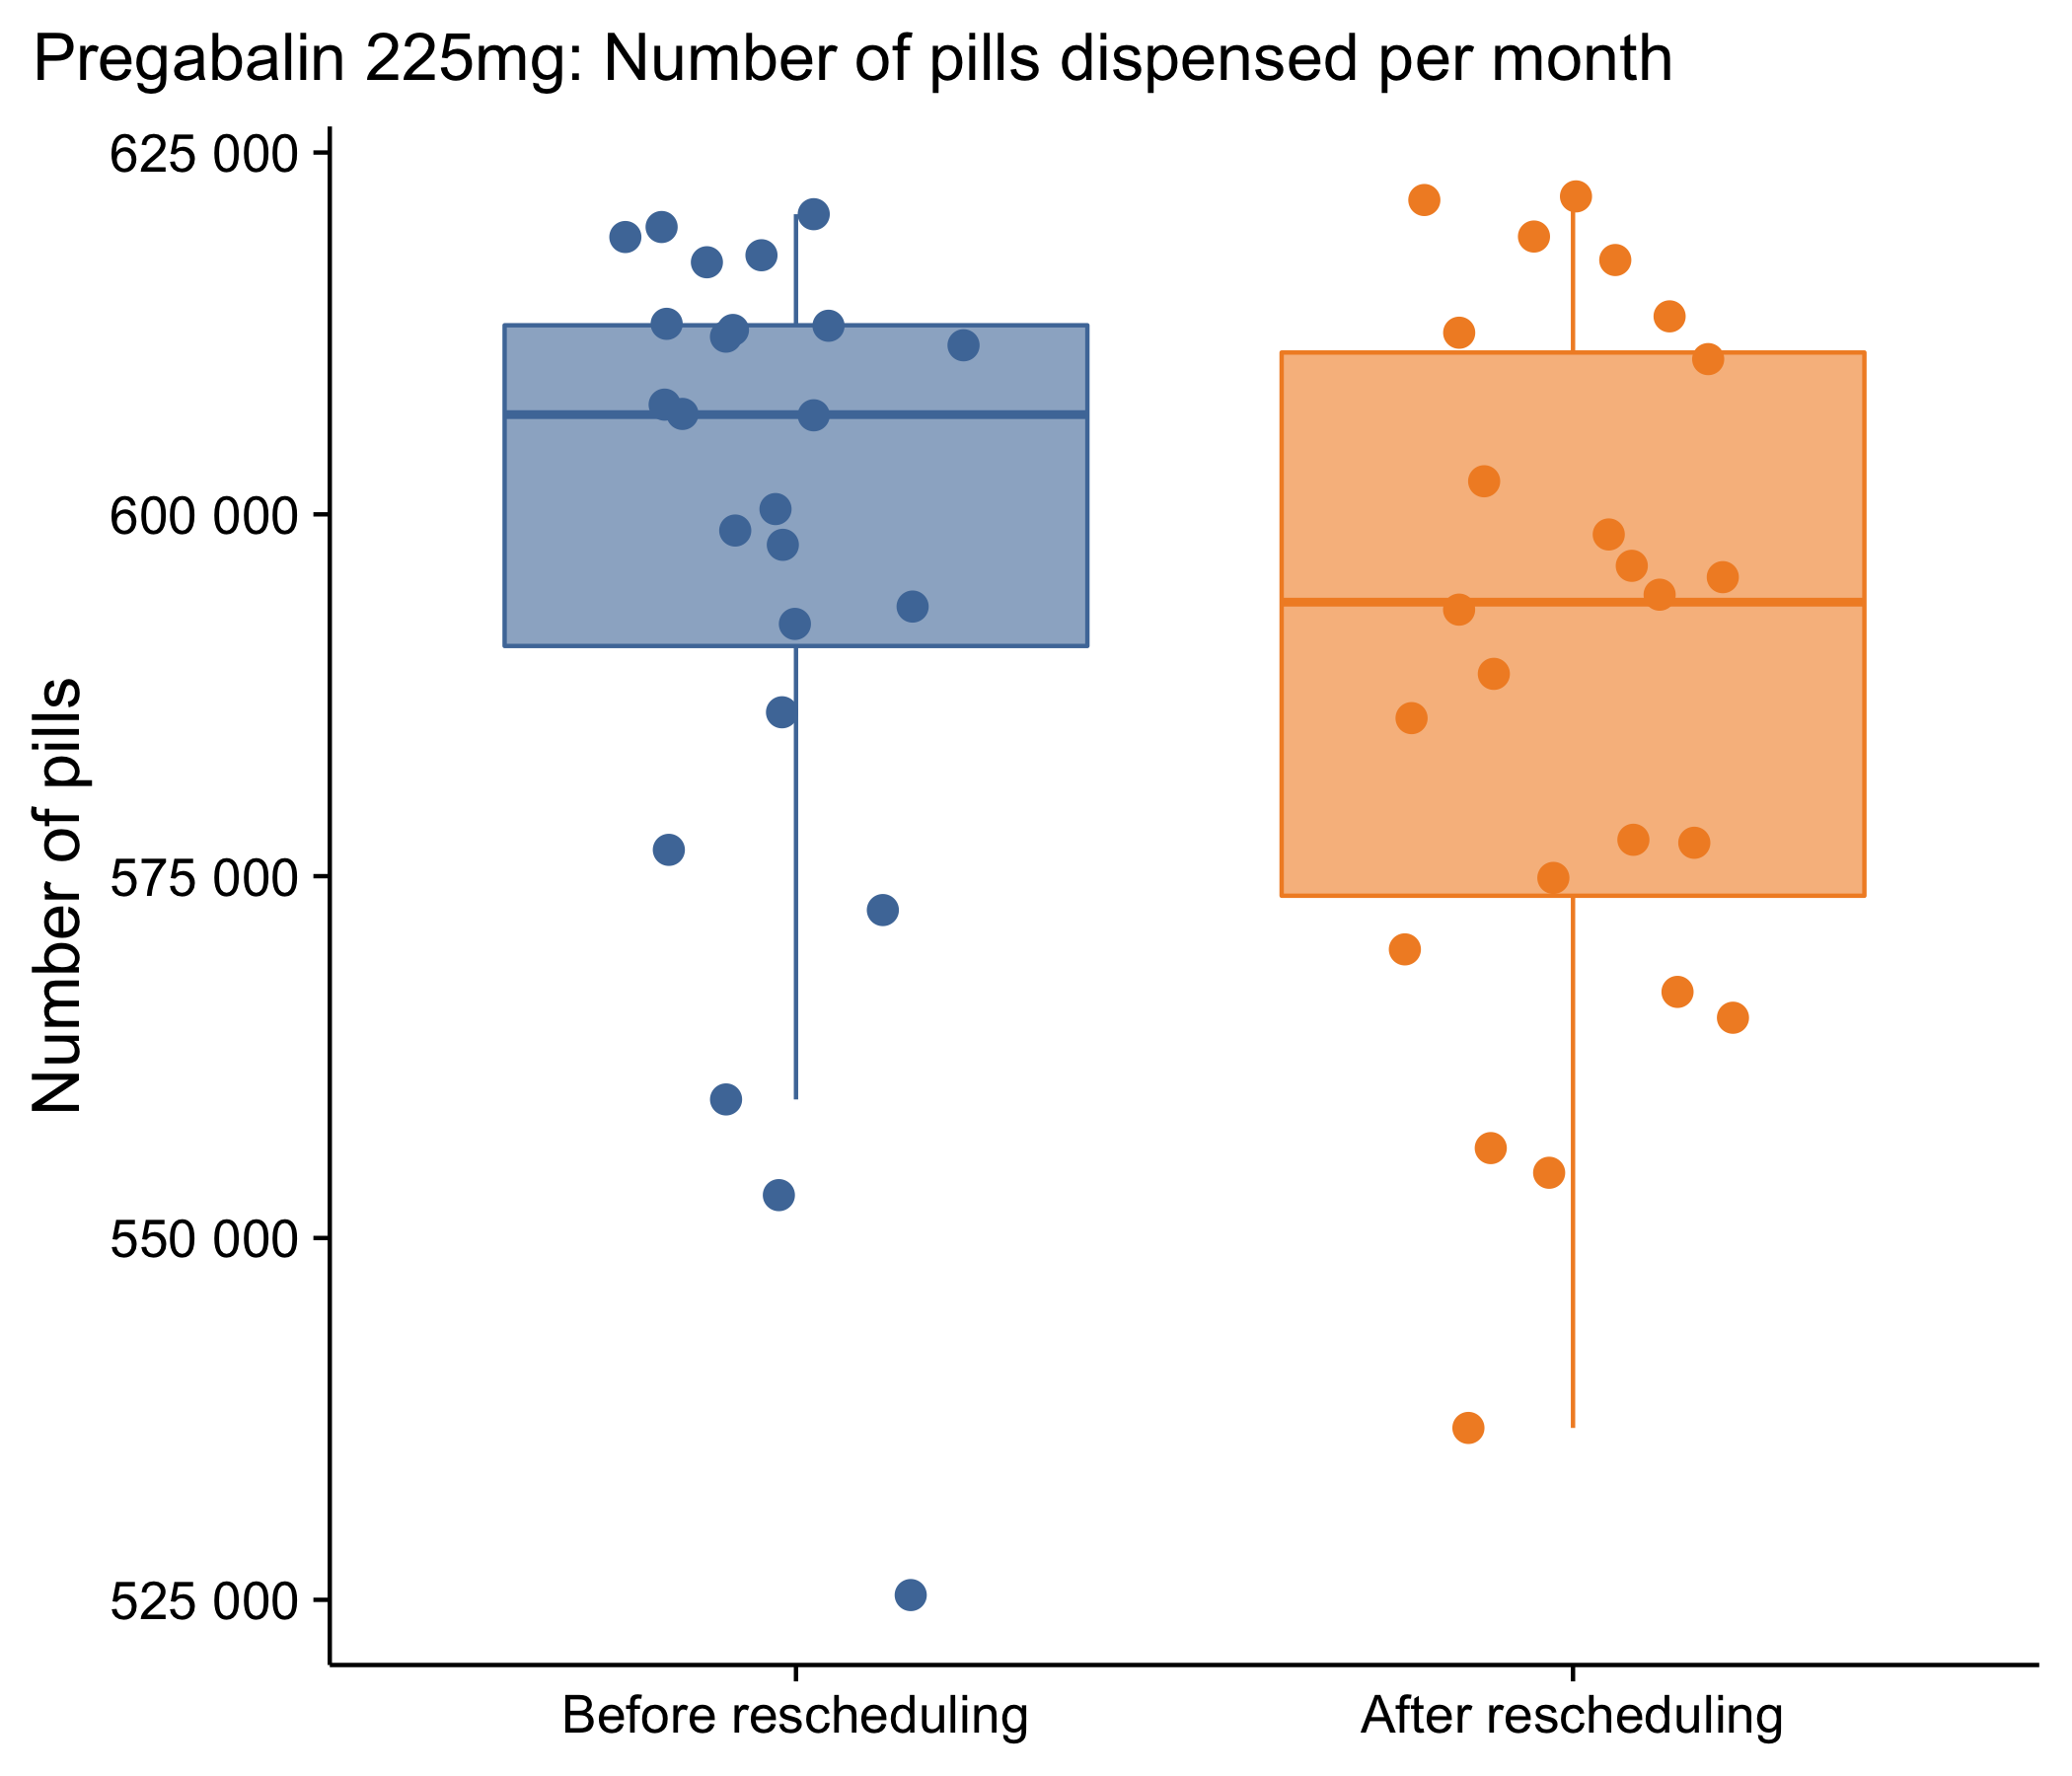 Pregabalin 225mg: Number of pills dispensed per month
625 000
600 000
575 000
550 000
525 000
Number of pills
Before rescheduling
After rescheduling